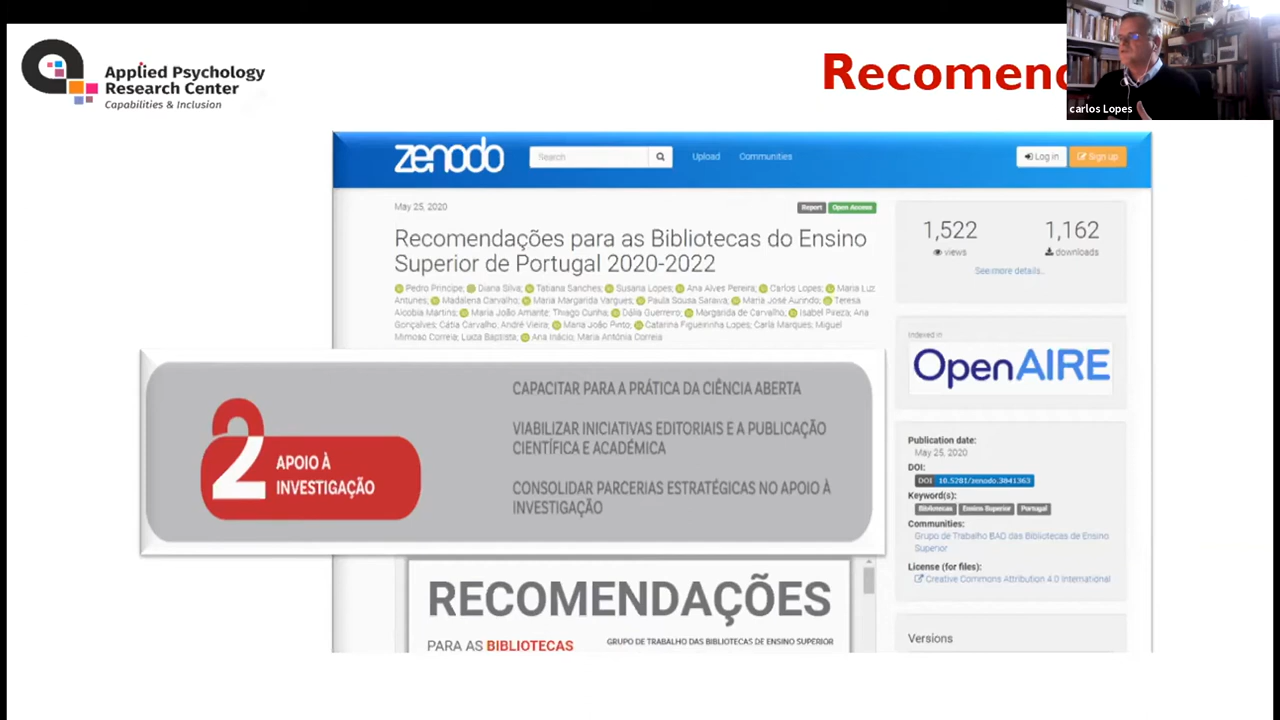 Applied Psychology
Research Center
Capabilities & Inclusion
Recomend
carlos Lopes
zenodo
Search
Upload
Communities
Log in
Sign up
May 25, 2020
Report
Open Access
Recomendações para as Bibliotecas do Ensino
Superior de Portugal 2020-2022
Pedro Principe; Diana Silva; Tatiana Sanches; Susana Lopes; Ana Alves Pereira; Carlos Lopes; Maria Luz
Antunes; Madalena Carvalho; Maria Margarida Vargues; Paula Sousa Saraiva; Maria José; Teresa
Alcobia Martins; Maria João Amante; Thiago Cunha; Dália Guerreiro; Margarida de Carvalho; Isabel; Ana
Gonçalves; Cátia Carvalho; André Vieira; Maria João Pinto; Catarina Figueirinha Lopes; Carla Marques; Miguel
Mimoso Correia; Luiza Baptista; Ana Inácio; Maria Antónia Correia
1,522
views
1,162
downloads
See more details...
Indexed in
OpenAIRE
2 APOIO À
INVESTIGAÇÃO
CAPACITAR PARA A PRÁTICA DA CIÊNCIA ABERTA
VIABILIZAR INICIATIVAS EDITORIAIS E A PUBLICAÇÃO
CIENTÍFICA E ACADÉMICA
CONSOLIDAR PARCERIAS ESTRATÉGICAS NO APOIO À
INVESTIGAÇÃO
Publication date:
May 25, 2020
DOI:
DOI 10.5281/zenodo.3841363
Keyword(s):
Bibliotecas
Ensino Superior
Portugal
Communities:
Grupo de Trabalho BAD das Bibliotecas de Ensino
Superior
License (for files):
Creative Commons Attribution 4.0 International
Versions
RECOMENDAÇÕES
PARA AS BIBLIOTECAS
GRUPO DE TRABALHO DAS BIBLIOTECAS DE ENSINO SUPERIOR